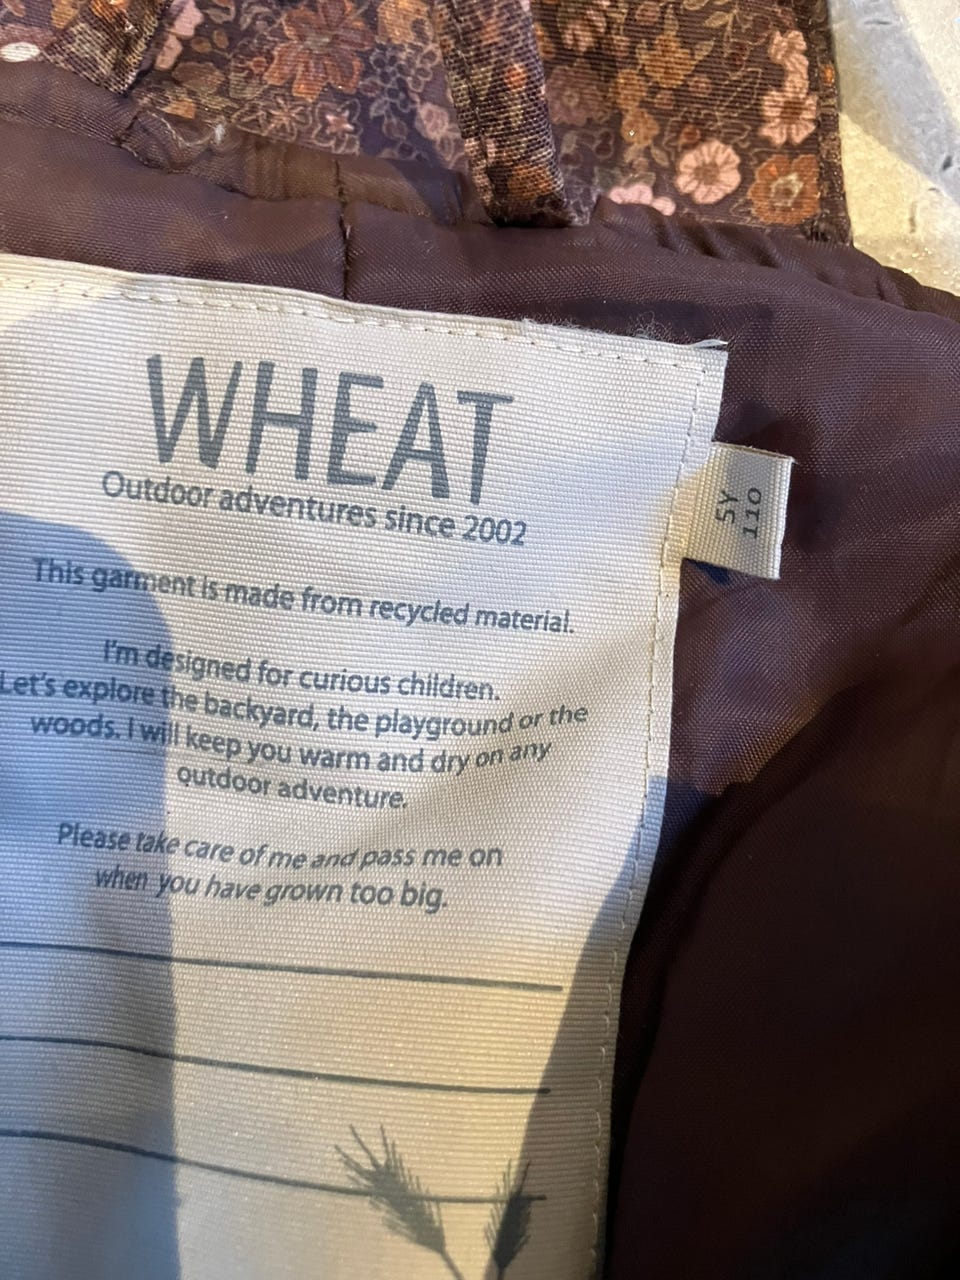 WHEAT
Outdoor adventures since 2002
This garment is made from recycled material.
I'm designed for curious children.
Let's explore the backyard, the playground or the
woods. I will keep you warm and dry on any
outdoor adventure.
Please take care of me and pass me on
when you have grown too big.
5Y
110